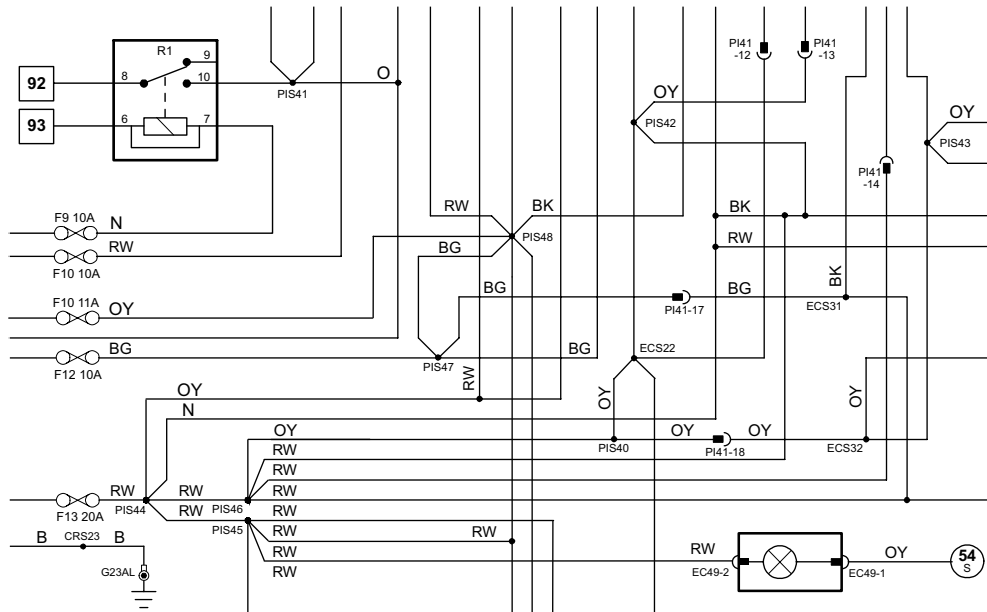 R1
9
92
8
10
O
PIS41
93
6
7
PI41
-12
PI41
-13
OY
PIS42
OY
PIS43
PI41
-14
F9 10A
N
RW
F10 10A
RW
BK
BK
PIS48
BG
RW
F10 11A
OY
BG
PI41-17
BG
BK
ECS31
BG
F12 10A
PIS47
BG
ECS22
RW
OY
N
OY
OY
OY
PIS40
OY
PI41-18
OY
ECS32
RW
RW
RW
PIS44
RW
PIS46
RW
F13 20A
RW
PIS45
B
CRS23
B
RW
RW
RW
RW
G23AL
RW
EC49-2
EC49-1
OY
54
S